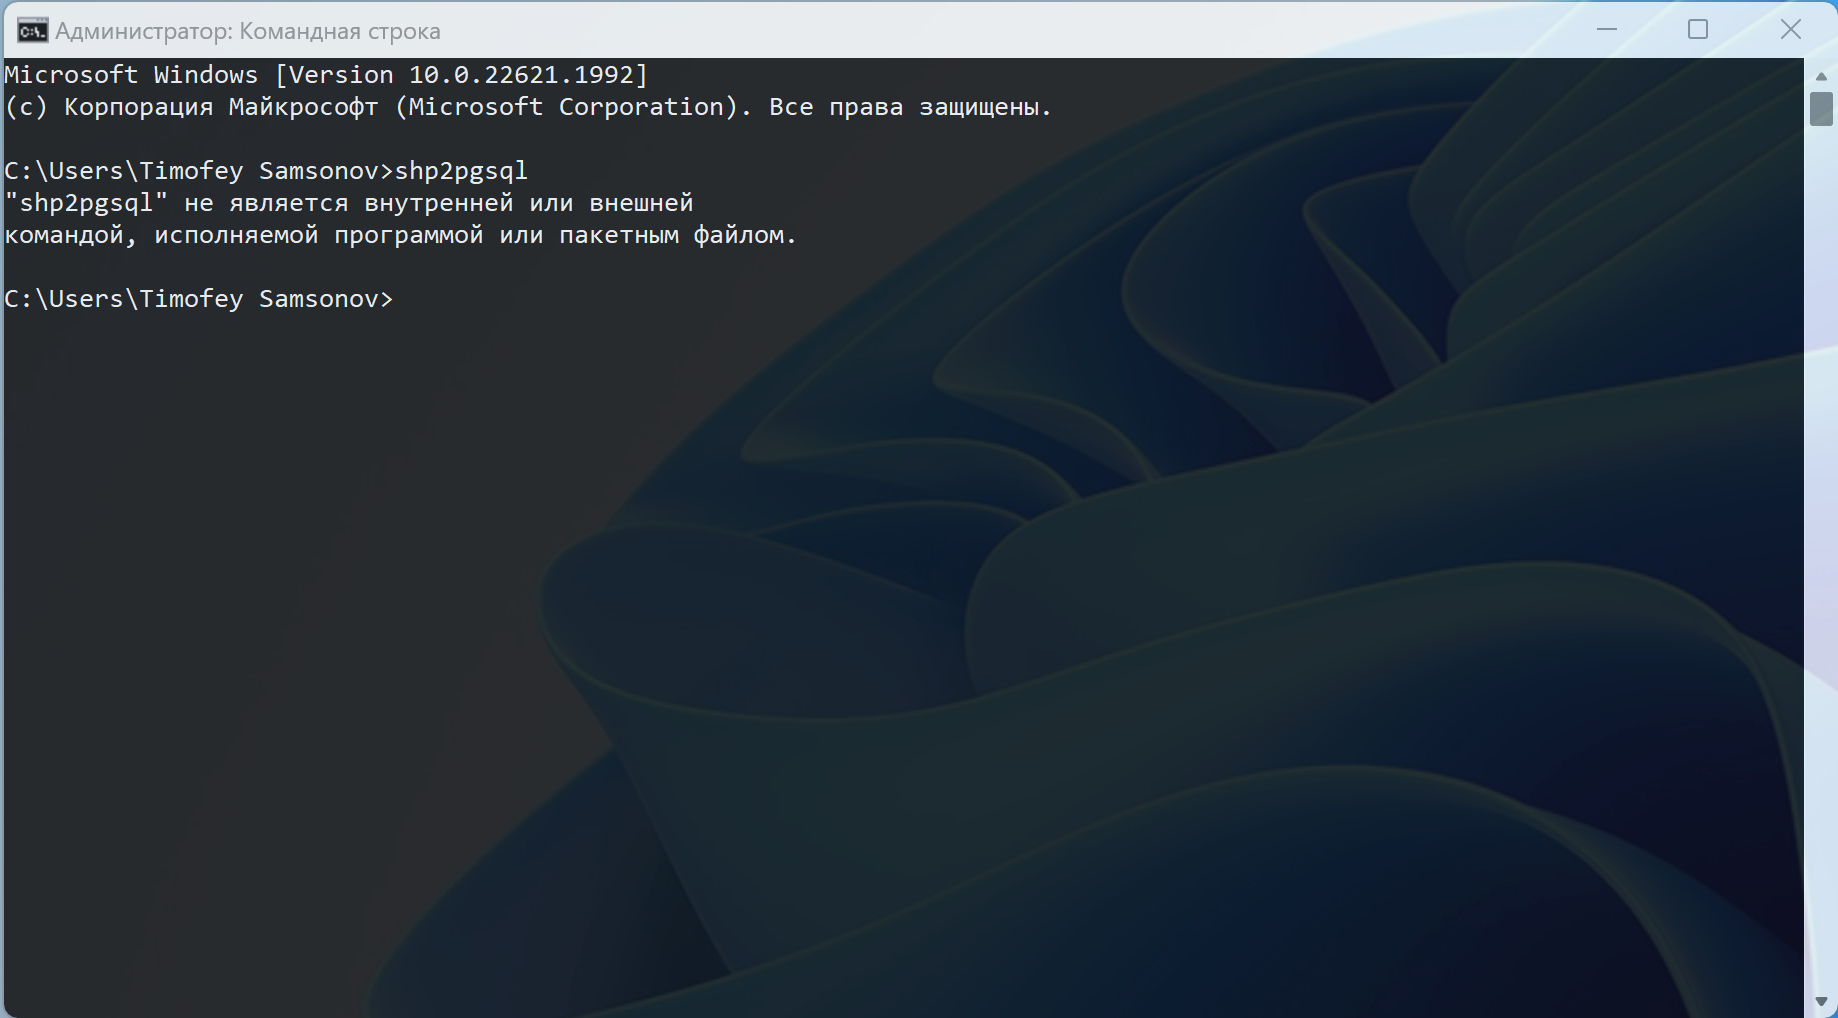 Администратор: Командная строка
Microsoft Windows [Version 10.0.22621.1992]
(c) Корпорация Майкрософт (Microsoft Corporation). Все права защищены.
C:\Users\Timofey Samsonov>shp2pgsql
"shp2pgsql" не является внутренней или внешней
командой, исполняемой программой или пакетным файлом.
C:\Users\Timofey Samsonov>